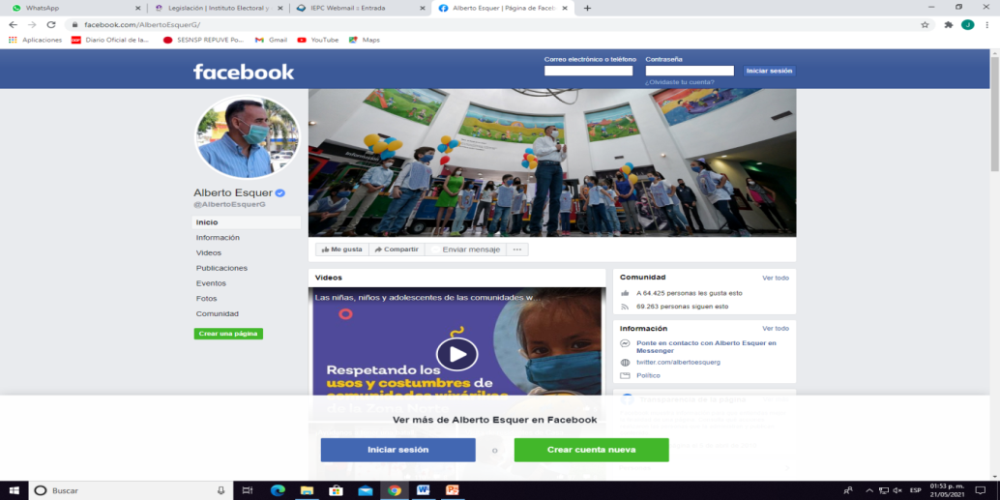 WhatsApp
Legislación | Instituto Electoral y
IEPC Webmail :: Entrada
Alberto Esquer | Página de Faceb
facebook.com/AlbertoEsquerG/
J
Aplicaciones
Diario Oficial de la...
SESNSP REPUVE Po...
Gmail
YouTube
Maps
facebook
Correo electrónico o teléfono
Contraseña
Iniciar sesión
¿Olvidaste tu cuenta?
Alberto Esquer
@AlbertoEsquerG
Inicio
Información
Videos
Publicaciones
Eventos
Fotos
Comunidad
Crear una página
Información
Me gusta
Compartir
Enviar mensaje
Videos
Las niñas, niños y adolescentes de las comunidades w
Respetando los
usos y costumbres de
comunidades wixárikas
de la Zona Norte
Comunidad
Ver todo
A 64.425 personas les gusta esto
69.263 personas siguen esto
Información
Ver todo
Ponte en contacto con Alberto Esquer en
Messenger
twitter.com/albertoesquerg
Político
Transparencia de la página
Ver más de Alberto Esquer en Facebook
Iniciar sesión
o
Crear cuenta nueva
Buscar
ESP
01:53 p. m.
21/05/2021